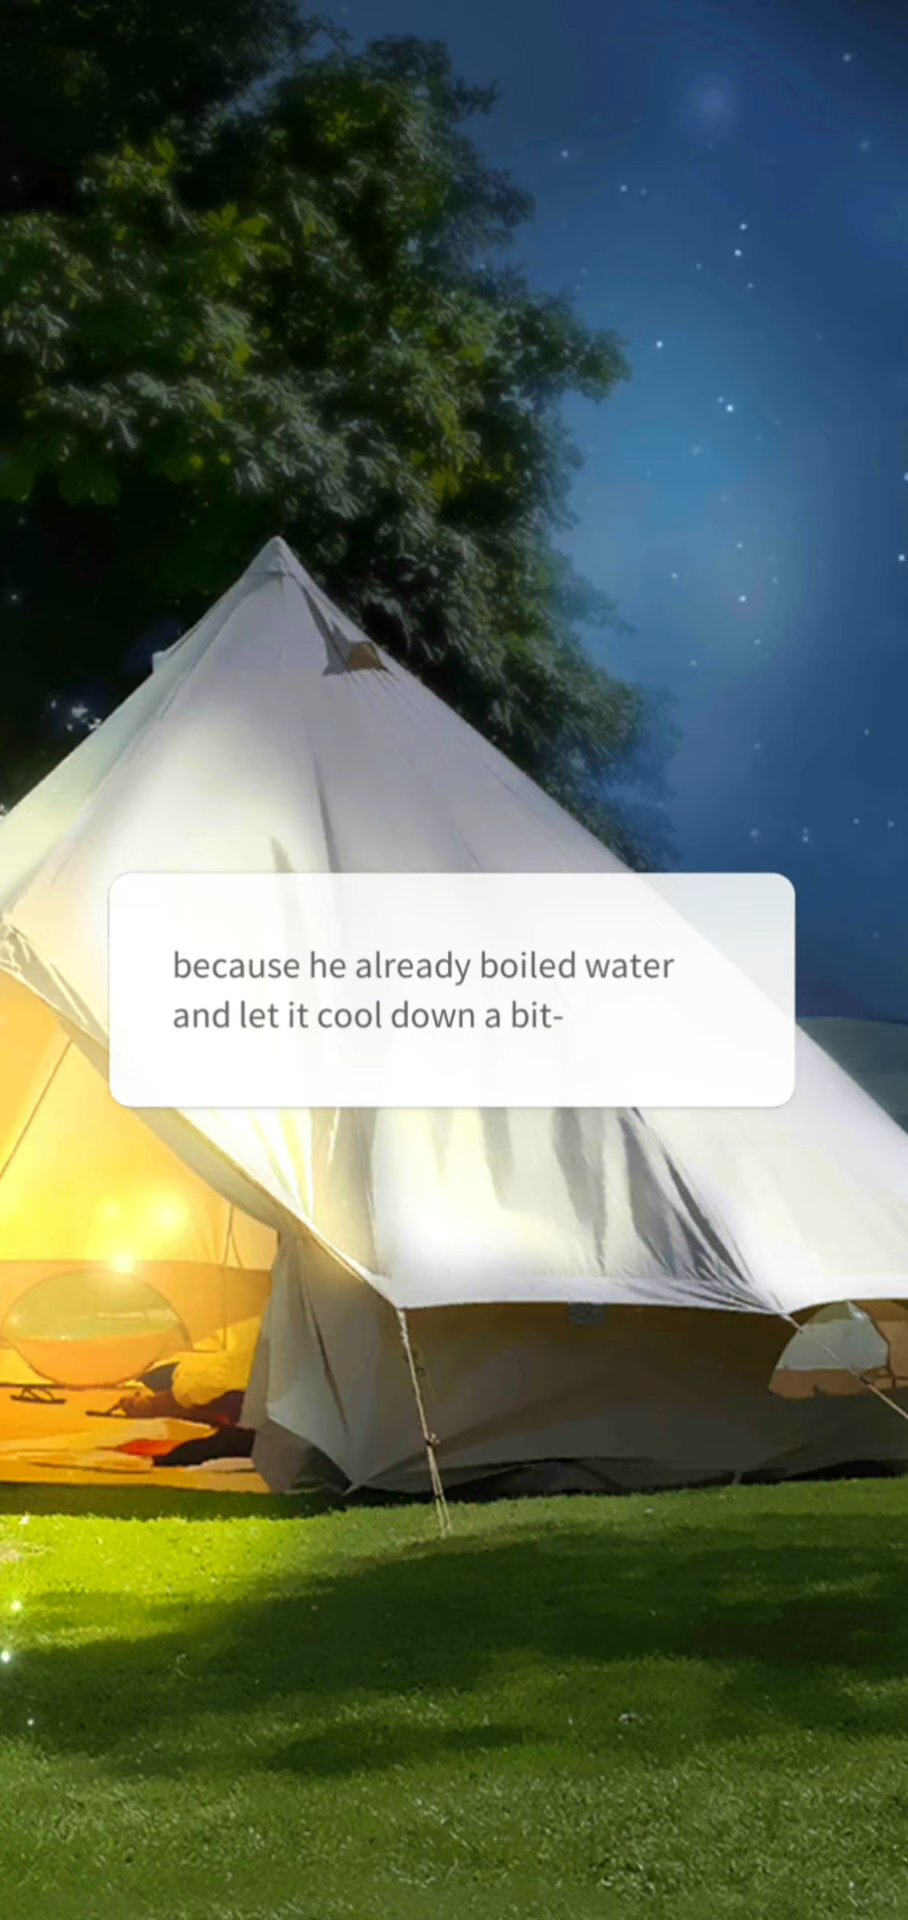 because he already boiled water
and let it cool down a bit-